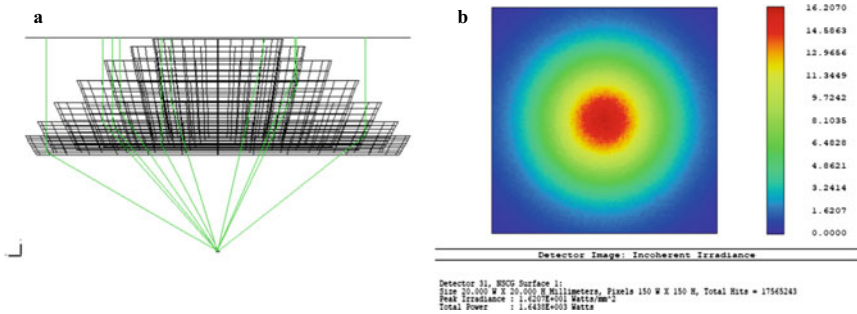 a
b
16.2070
14.5863
12.9656
11.3449
9.7242
8.1035
6.4828
4.8621
3.2414
1.6207
0.0000
Detector Image: Incoherent Irradiance
Detector 31, NSCG Surface 1:
Size 20.000 W X 20.000 H Millimeters, Pixels 150 W X 150 H, Total Hits = 17565243
Peak Irradiance : 1.6207E+001 Watts/mm^2
Total Power : 1.6438E+003 Watts